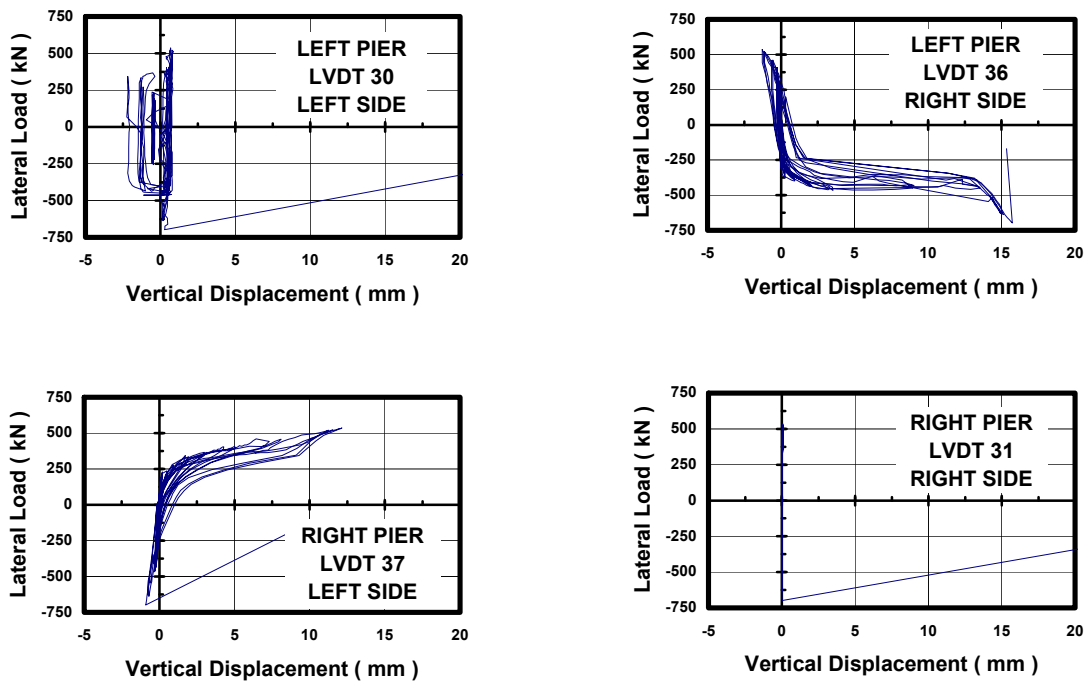 750
500
250
0
-250
-500
-750
-5
0
5
10
15
20
Lateral Load ( kN )
Vertical Displacement ( mm )
LEFT PIER
LVDT 30
LEFT SIDE
750
500
250
0
-250
-500
-750
-5
0
5
10
15
20
Lateral Load ( kN )
Vertical Displacement ( mm )
LEFT PIER
LVDT 36
RIGHT SIDE
750
500
250
0
-250
-500
-750
-5
0
5
10
15
20
Lateral Load ( kN )
Vertical Displacement ( mm )
RIGHT PIER
LVDT 37
LEFT SIDE
750
500
250
0
-250
-500
-750
-5
0
5
10
15
20
Lateral Load ( kN )
Vertical Displacement ( mm )
RIGHT PIER
LVDT 31
RIGHT SIDE